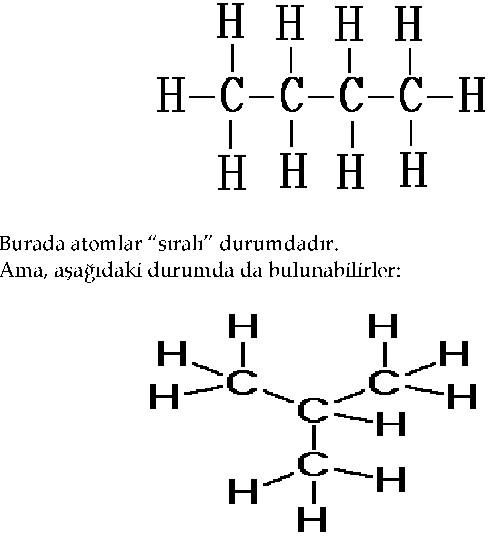 H H H H
H–C–C–C–C–H
H H H H
Burada atomlar “sıralı” durumdadır.
Ama, aşağıdaki durumda da bulunabilirler:
H H
H H
H C C H
C H
C
H H
H